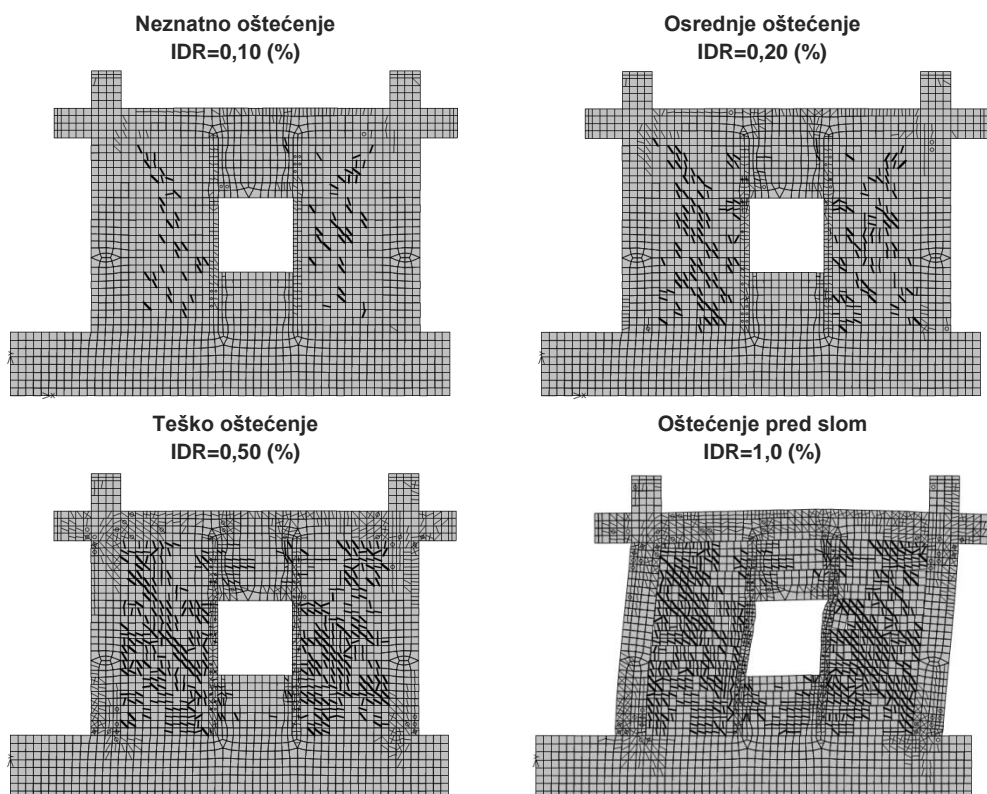 Neznatno oštećenje
IDR=0,10 (%)
Osrednje oštećenje
IDR=0,20 (%)
Teško oštećenje
IDR=0,50 (%)
Oštećenje pred slom
IDR=1,0 (%)